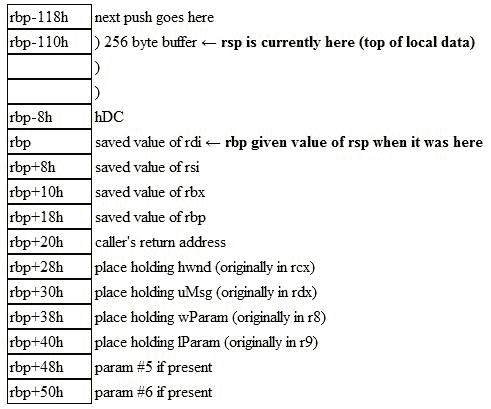 rbp-118h next push goes here
rbp-110h ) 256 byte buffer ← rsp is currently here (top of local data)
)
)
rbp-8h hDC
rbp saved value of rdi ← rbp given value of rsp when it was here
rbp+8h saved value of rsi
rbp+10h saved value of rbx
rbp+18h saved value of rbp
rbp+20h caller's return address
rbp+28h place holding hwnd (originally in rcx)
rbp+30h place holding uMsg (originally in rdx)
rbp+38h place holding wParam (originally in r8)
rbp+40h place holding lParam (originally in r9)
rbp+48h param #5 if present
rbp+50h param #6 if present